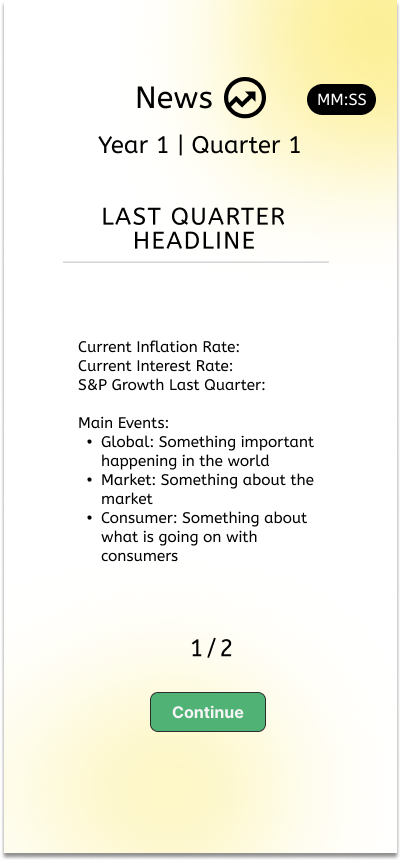 News
MM:SS
Year 1 | Quarter 1
LAST QUARTER
HEADLINE
Current Inflation Rate:
Current Interest Rate:
S&P Growth Last Quarter:
Main Events:
• Global: Something important
happening in the world
• Market: Something about the
market
• Consumer: Something about
what is going on with
consumers
1 / 2
Continue